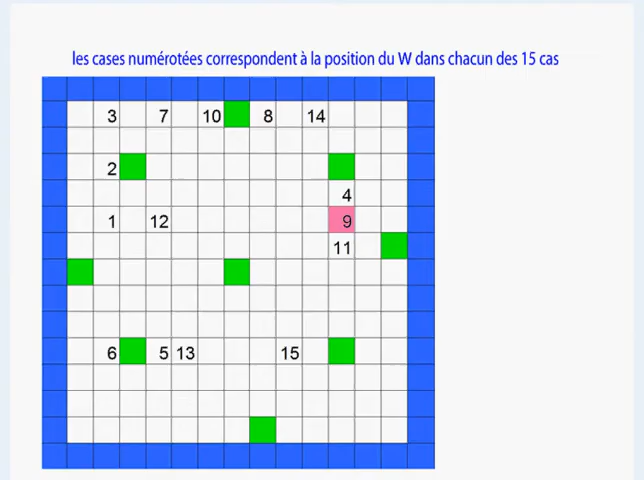 les cases numérotées correspondent à la position du W dans chacun des 15 cas
3 7 10 8 14
2
4
1 12 9
11
6 5 13 15